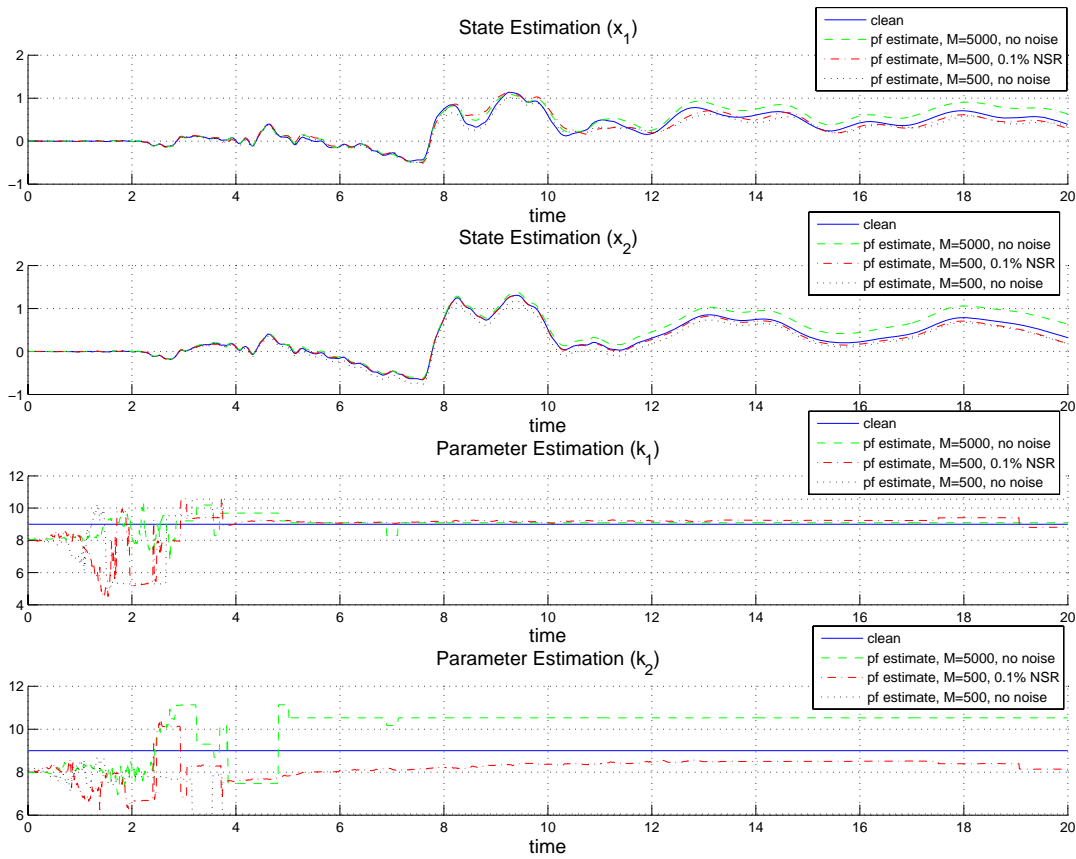 State Estimation (x₁)
clean
pf estimate, M=5000, no noise
pf estimate, M=500, 0.1% NSR
pf estimate, M=500, no noise
2
1
0
−1
0 2 4 6 8 10 12 14 16 18 20
time
State Estimation (x₂)
clean
pf estimate, M=5000, no noise
pf estimate, M=500, 0.1% NSR
pf estimate, M=500, no noise
2
1
0
−1
0 2 4 6 8 10 12 14 16 18 20
time
Parameter Estimation (k₁)
clean
pf estimate, M=5000, no noise
pf estimate, M=500, 0.1% NSR
pf estimate, M=500, no noise
12
10
8
6
4
0 2 4 6 8 10 12 14 16 18 20
time
Parameter Estimation (k₂)
clean
pf estimate, M=5000, no noise
pf estimate, M=500, 0.1% NSR
pf estimate, M=500, no noise
12
10
8
6
0 2 4 6 8 10 12 14 16 18 20
time